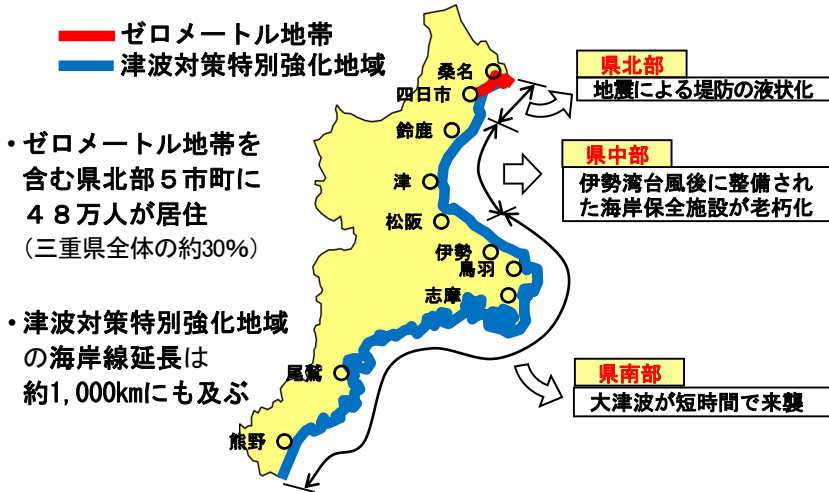 ゼロメートル地帯
津波対策特別強化地域
・ゼロメートル地帯を
含む県北部５市町に
４８万人が居住
（三重県全体の約30%）
・津波対策特別強化地域
の海岸線延長は
約1,000kmにも及ぶ
桑名
四日市
鈴鹿
津
松阪
伊勢
鳥羽
志摩
尾鷲
熊野
県北部
地震による堤防の液状化
県中部
伊勢湾台風後に整備され
た海岸保全施設が老朽化
県南部
大津波が短時間で来襲